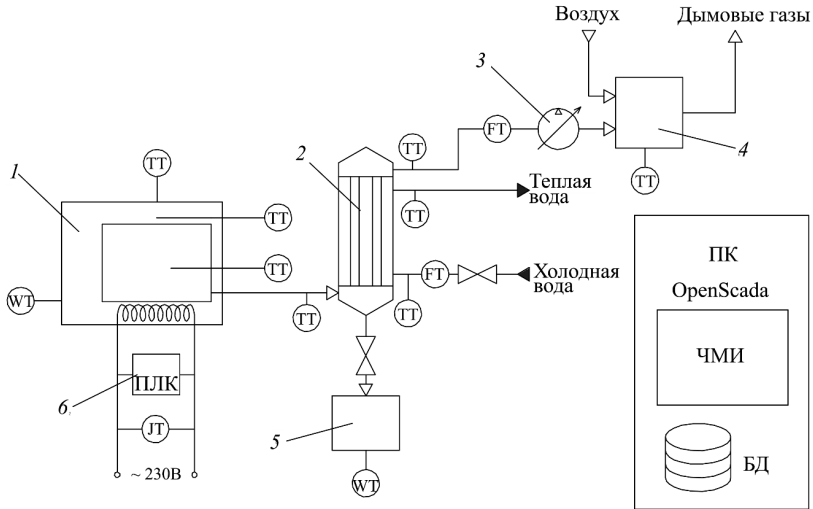 Воздух
Дымовые газы
3
FT
4
TT
TT
2
1
TT
Теплая
вода
TT
TT
TT
WT
TT
FT
Холодная
вода
TT
ПК
OpenScada
ЧМИ
БД
ПЛК
6
JT
~ 230В
5
WT